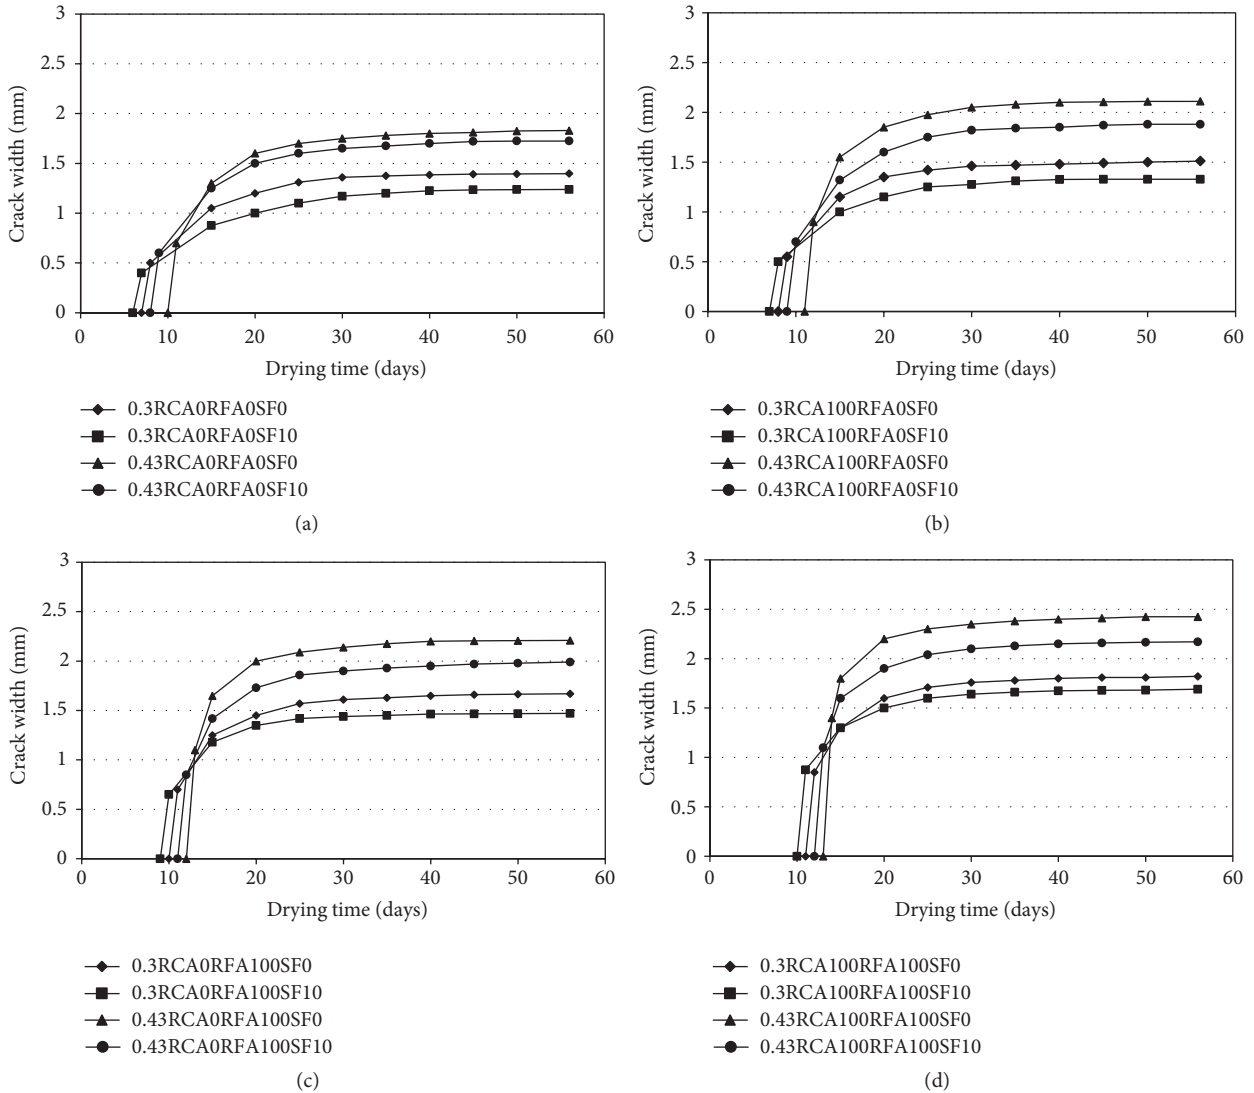 3
2.5
2
1.5
1
0.5
0
0
10
20
30
40
50
60
Crack width (mm)
Drying time (days)
0.3RCA0RFA0SF0
0.3RCA0RFA0SF10
0.43RCA0RFA0SF0
0.43RCA0RFA0SF10
(a)
3
2.5
2
1.5
1
0.5
0
0
10
20
30
40
50
60
Crack width (mm)
Drying time (days)
0.3RCA100RFA0SF0
0.3RCA100RFA0SF10
0.43RCA100RFA0SF0
0.43RCA100RFA0SF10
(b)
3
2.5
2
1.5
1
0.5
0
0
10
20
30
40
50
60
Crack width (mm)
Drying time (days)
0.3RCA0RFA100SF0
0.3RCA0RFA100SF10
0.43RCA0RFA100SF0
0.43RCA0RFA100SF10
(c)
3
2.5
2
1.5
1
0.5
0
0
10
20
30
40
50
60
Crack width (mm)
Drying time (days)
0.3RCA100RFA100SF0
0.3RCA100RFA100SF10
0.43RCA100RFA100SF0
0.43RCA100RFA100SF10
(d)